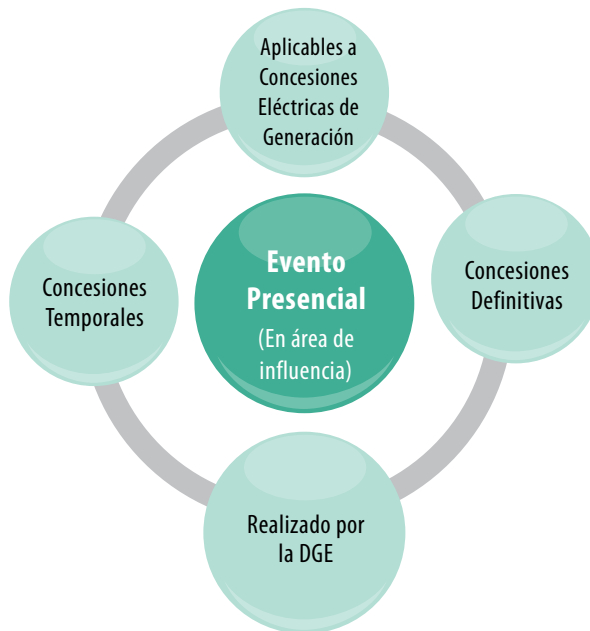 Aplicables a
Concesiones
Eléctricas de
Generación
Concesiones
Temporales
Evento
Presencial
(En área de
influencia)
Concesiones
Definitivas
Realizado por
la DGE